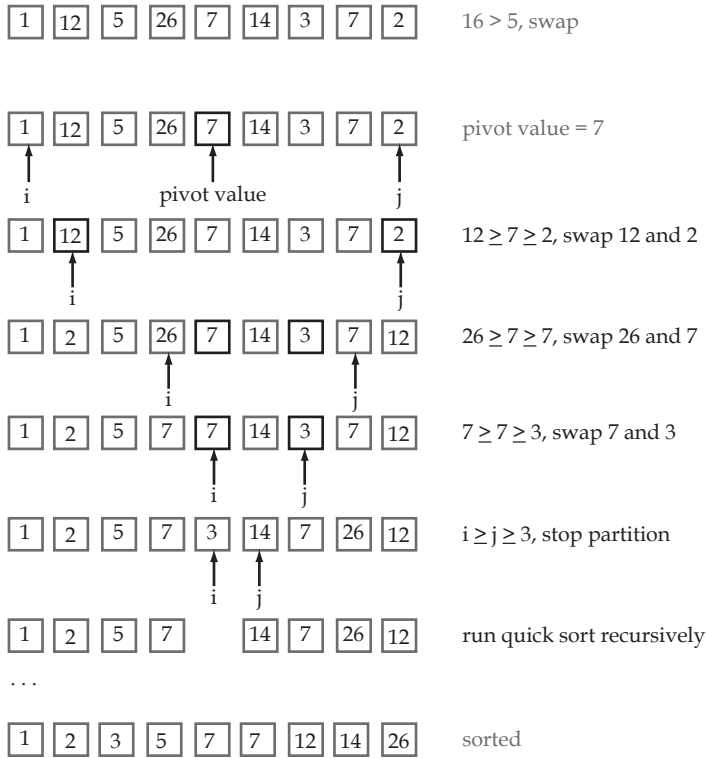 1 12 5 26 7 14 3 7 2 16 > 5, swap
1 12 5 26 7 14 3 7 2 pivot value = 7
i pivot value j
1 12 5 26 7 14 3 7 2 12 ≥ 7 ≥ 2, swap 12 and 2
i j
1 2 5 26 7 14 3 7 12 26 ≥ 7 ≥ 7, swap 26 and 7
i j
1 2 5 7 7 14 3 7 12 7 ≥ 7 ≥ 3, swap 7 and 3
i j
1 2 5 7 3 14 7 26 12 i ≥ j ≥ 3, stop partition
i j
1 2 5 7 14 7 26 12 run quick sort recursively
. . .
1 2 3 5 7 7 12 14 26 sorted